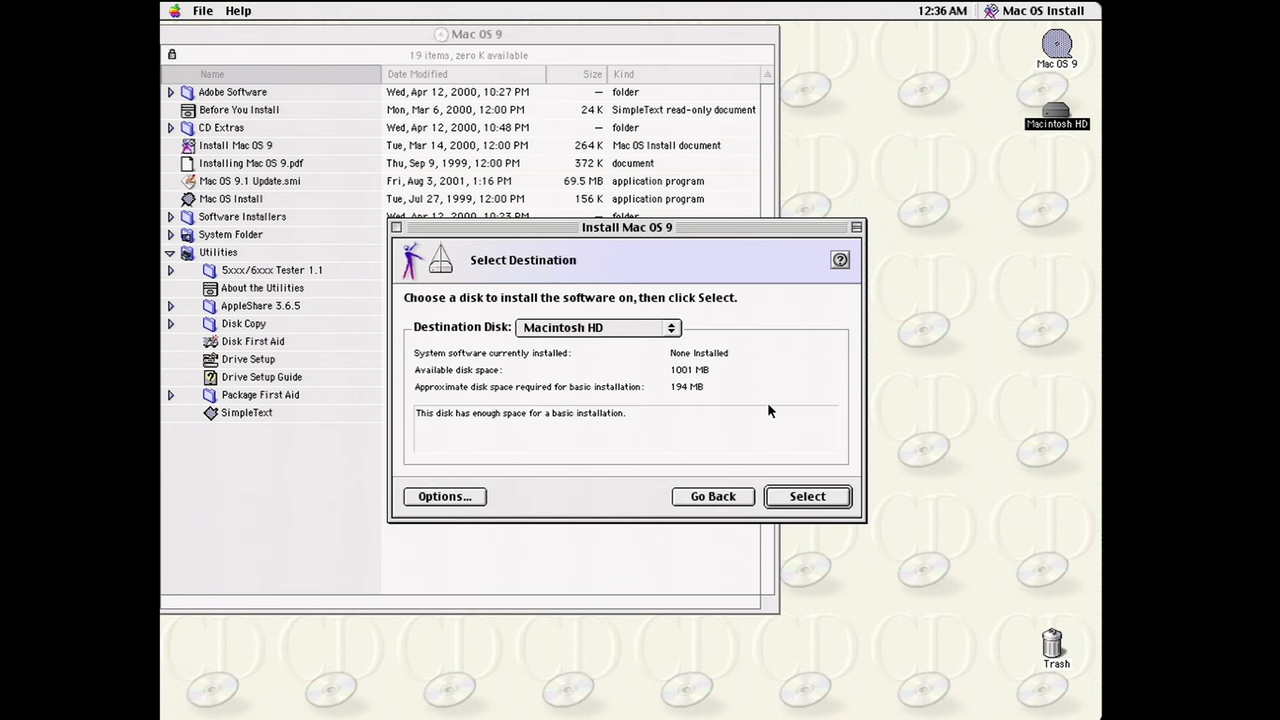 File Help 12:36 AM Mac OS Install
Mac OS 9
19 items, zero K available
Name Date Modified Size Kind
Adobe Software Wed, Apr 12, 2000, 10:27 PM – folder
Before You Install Mon, Mar 6, 2000, 12:00 PM 24 K SimpleText read-only document
CD Extras Wed, Apr 12, 2000, 10:48 PM – folder
Install Mac OS 9 Tue, Mar 14, 2000, 12:00 PM 264 K Mac OS Install document
Installing Mac OS 9.pdf Thu, Sep 9, 1999, 12:00 PM 372 K document
Mac OS 9.1 Update.smi Fri, Aug 3, 2001, 1:16 PM 69.5 MB application program
Mac OS Install Tue, Jul 27, 1999, 12:00 PM 156 K application program
Software Installers Wed, Apr 12, 2000, 10:23 PM – folder
System Folder
Utilities
5xxx/6xxx Tester 1.1
About the Utilities
AppleShare 3.6.5
Disk Copy
Disk First Aid
Drive Setup
Drive Setup Guide
Package First Aid
SimpleText
Install Mac OS 9
Select Destination
Choose a disk to install the software on, then click Select.
Destination Disk: Macintosh HD
System software currently installed: None Installed
Available disk space: 1001 MB
Approximate disk space required for basic installation: 194 MB
This disk has enough space for a basic installation.
Options... Go Back Select
Mac OS 9
Macintosh HD
Trash